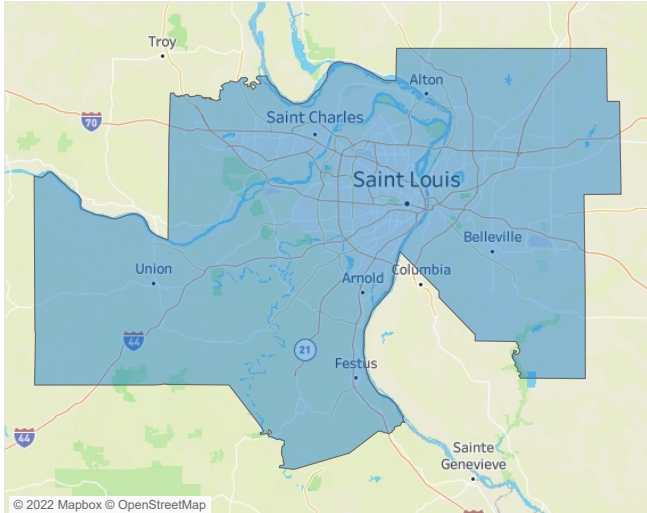 Troy
Alton
70
Saint Charles
Saint Louis
Belleville
Union
Arnold
Columbia
44
21
Festus
44
Sainte
Genevieve
© 2022 Mapbox © OpenStreetMap